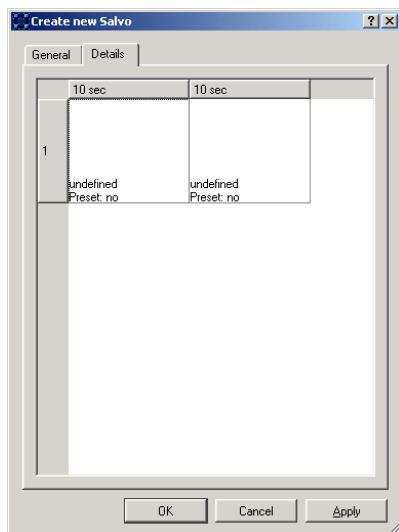 Create new Salvo
General Details
10 sec 10 sec
1
undefined undefined
Preset: no Preset: no
OK Cancel Apply